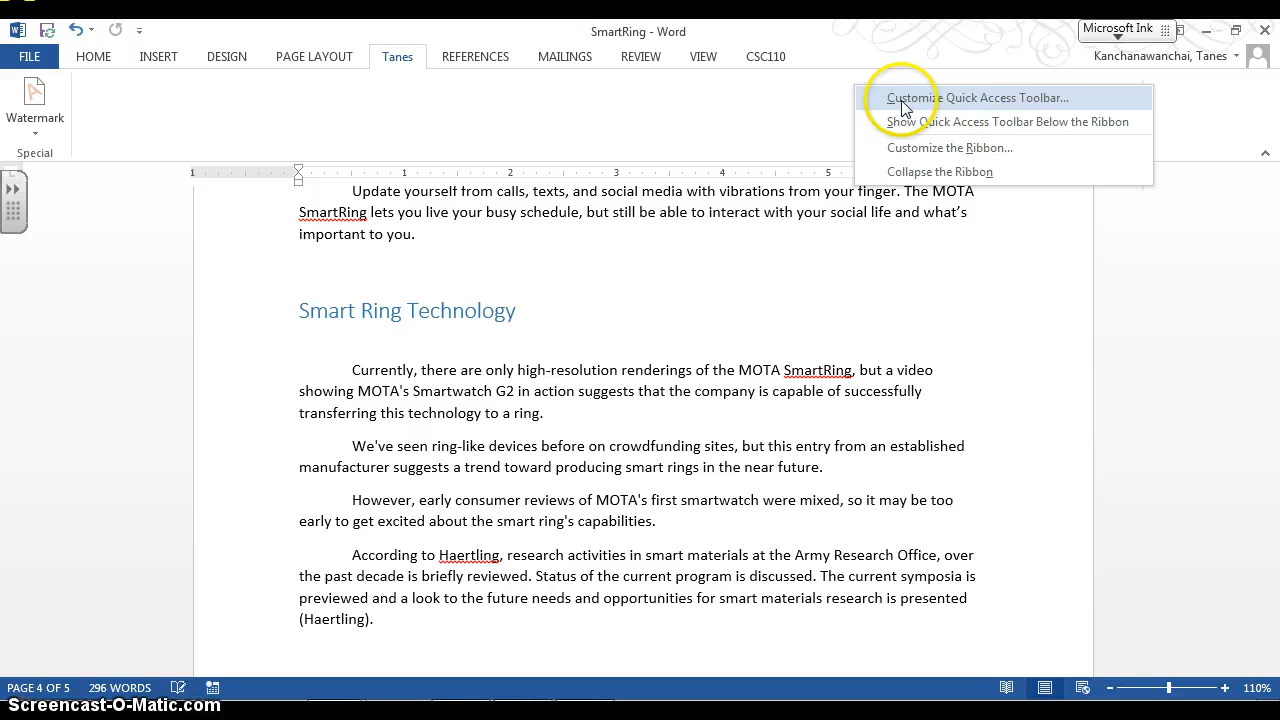 SmartRing - Word
Microsoft Ink
FILE HOME INSERT DESIGN PAGE LAYOUT Tanes REFERENCES MAILINGS REVIEW VIEW CSC110
Kanchanawanchai, Tanes
Watermark
Special
Customize Quick Access Toolbar...
Show Quick Access Toolbar Below the Ribbon
Customize the Ribbon...
Collapse the Ribbon
1 1 2 3 4 5
Update yourself from calls, texts, and social media with vibrations from your finger. The MOTA
SmartRing lets you live your busy schedule, but still be able to interact with your social life and what's
important to you.
Smart Ring Technology
Currently, there are only high-resolution renderings of the MOTA SmartRing, but a video
showing MOTA's Smartwatch G2 in action suggests that the company is capable of successfully
transferring this technology to a ring.
We've seen ring-like devices before on crowdfunding sites, but this entry from an established
manufacturer suggests a trend toward producing smart rings in the near future.
However, early consumer reviews of MOTA's first smartwatch were mixed, so it may be too
early to get excited about the smart ring's capabilities.
According to Haertling, research activities in smart materials at the Army Research Office, over
the past decade is briefly reviewed. Status of the current program is discussed. The current symposia is
previewed and a look to the future needs and opportunities for smart materials research is presented
(Haertling).
PAGE 4 OF 5 296 WORDS 110%
Screencast-O-Matic.com